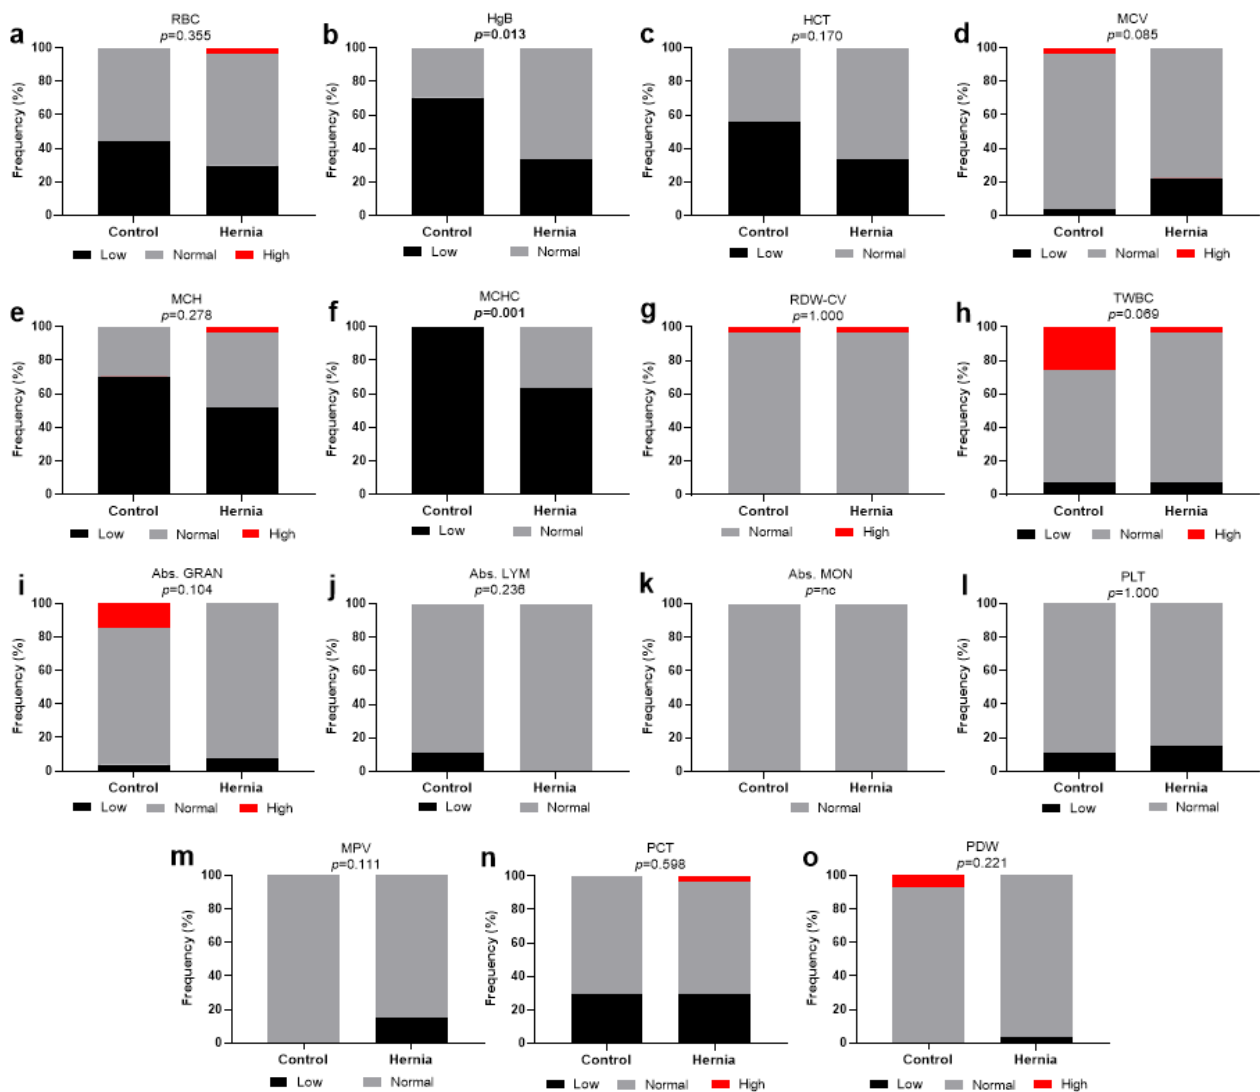 a
RBC
p=0.355
Frequency (%)
100
80
60
40
20
0
Control Hernia
Low Normal High
b
HgB
p=0.013
Frequency (%)
100
80
60
40
20
0
Control Hernia
Low Normal
c
HCT
p=0.170
Frequency (%)
100
80
60
40
20
0
Control Hernia
Low Normal
d
MCV
p=0.085
Frequency (%)
100
80
60
40
20
0
Control Hernia
Low Normal High
e
MCH
p=0.278
Frequency (%)
100
80
60
40
20
0
Control Hernia
Low Normal High
f
MCHC
p=0.001
Frequency (%)
100
80
60
40
20
0
Control Hernia
Low Normal
g
RDW-CV
p=1.000
Frequency (%)
100
80
60
40
20
0
Control Hernia
Normal High
h
TWBC
p=0.069
Frequency (%)
100
80
60
40
20
0
Control Hernia
Low Normal High
i
Abs. GRAN
p=0.104
Frequency (%)
100
80
60
40
20
0
Control Hernia
Low Normal High
j
Abs. LYM
p=0.236
Frequency (%)
100
80
60
40
20
0
Control Hernia
Low Normal
k
Abs. MON
p=nc
Frequency (%)
100
80
60
40
20
0
Control Hernia
Normal
l
PLT
p=1.000
Frequency (%)
100
80
60
40
20
0
Control Hernia
Low Normal
m
MPV
p=0.111
Frequency (%)
100
80
60
40
20
0
Control Hernia
Low Normal
n
PCT
p=0.598
Frequency (%)
100
80
60
40
20
0
Control Hernia
Low Normal High
o
PDW
p=0.221
Frequency (%)
100
80
60
40
20
0
Control Hernia
Low Normal High